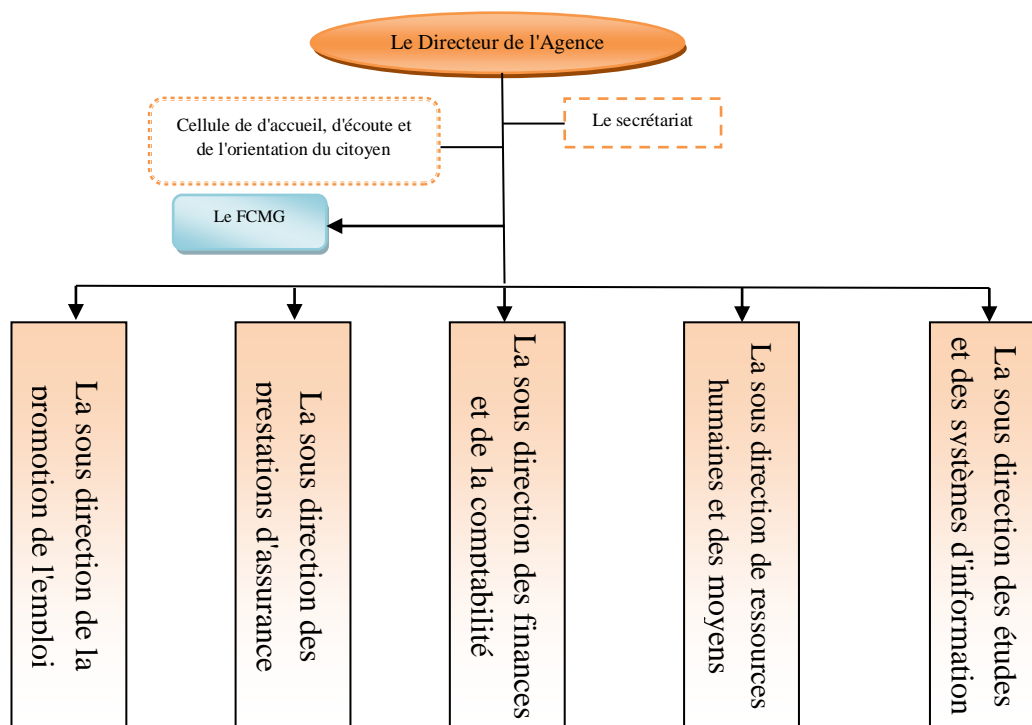 Le Directeur de l'Agence
Cellule de d'accueil, d'écoute et
de l'orientation du citoyen
Le secrétariat
Le FCMG
La sous direction de la
promotion de l'emploi
La sous direction des
prestations d'assurance
La sous direction des finances
et de la comptabilité
La sous direction de ressources
humaines et des moyens
La sous direction des études
et des systèmes d'information